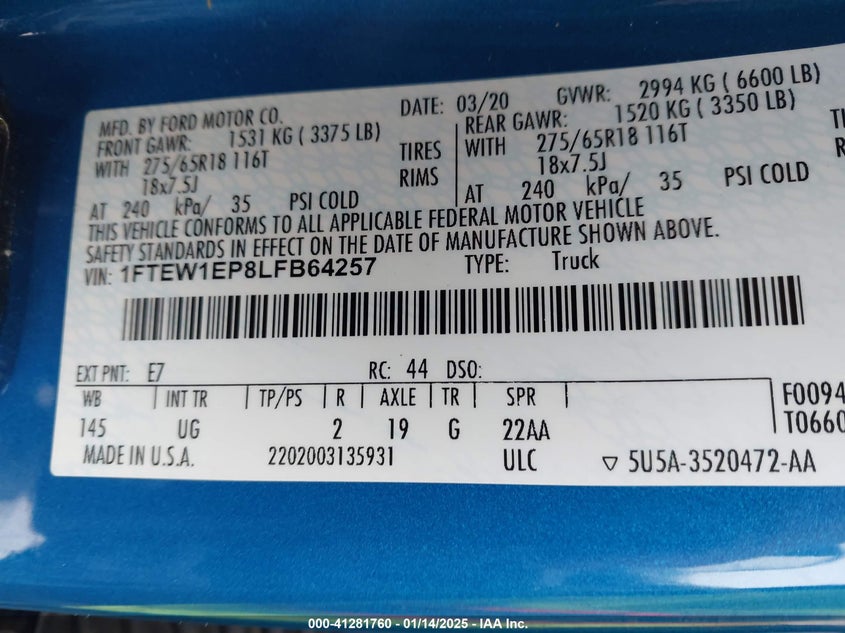 MFD. BY FORD MOTOR CO. DATE: 03/20 GVWR: 2994 KG ( 6600 LB)
FRONT GAWR: 1531 KG ( 3375 LB) REAR GAWR: 1520 KG ( 3350 LB)
WITH 275/65R18 116T TIRES WITH 275/65R18 116T
18x7.5J RIMS 18x7.5J
AT 240 kPa/ 35 PSI COLD AT 240 kPa/ 35 PSI COLD
THIS VEHICLE CONFORMS TO ALL APPLICABLE FEDERAL MOTOR VEHICLE
SAFETY STANDARDS IN EFFECT ON THE DATE OF MANUFACTURE SHOWN ABOVE.
VIN: 1FTEW1EP8LFB64257 TYPE: Truck
EXT PNT: E7 RC: 44 DSO:
WB | INT TR | TP/PS | R | AXLE | TR | SPR |
145 UG 2 19 G 22AA
F0094
T0660
MADE IN U.S.A. 2202003135931 ULC ▽ 5U5A-3520472-AA
000-41281760 - 01/14/2025 - IAA Inc.